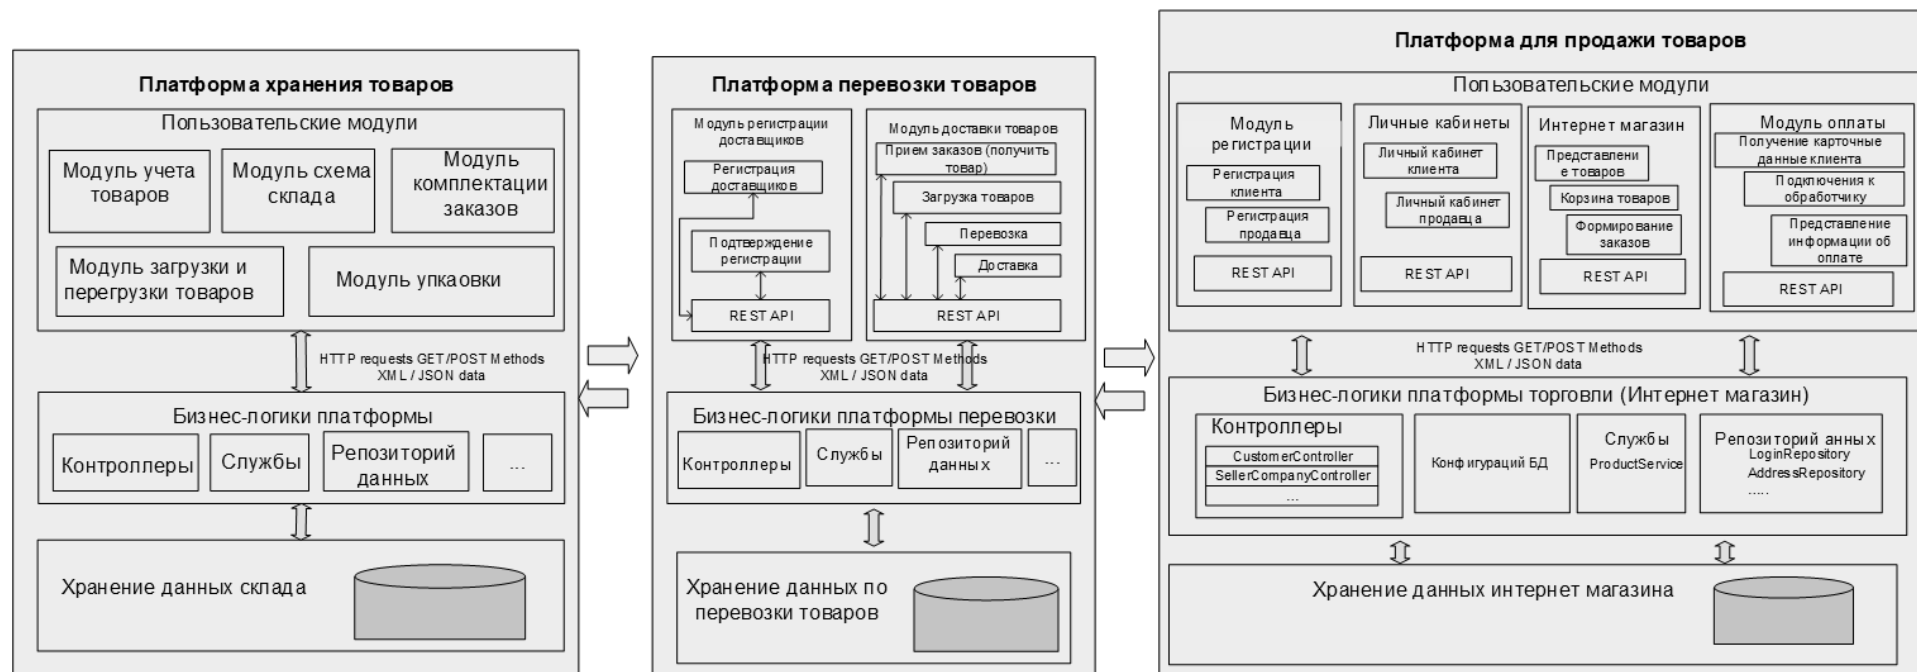 Платформа хранения товаров
Пользовательские модули
Модуль учета
товаров
Модуль схема
склада
Модуль
комплектации
заказов
Модуль загрузки и
перегрузки товаров
Модуль упкаовки
HTTP requests GET/POST Methods
XML / JSON data
Бизнес-логики платформы
Контроллеры
Службы
Репозиторий
данных
...
Хранение данных склада
Платформа перевозки товаров
Модуль регистрации
доставщиков
Регистрация
доставщиков
Подтверждение
регистрации
REST API
Модуль доставки товаров
Прием заказов (получить
товар)
Загрузка товаров
Перевозка
Доставка
REST API
HTTP requests GET/POST Methods
XML / JSON data
Бизнес-логики платформы перевозки
Контроллеры
Службы
Репозиторий
данных
...
Хранение данных по
перевозки товаров
Платформа для продажи товаров
Пользовательские модули
Модуль
регистрации
Регистрация
клиента
Регистрация
продавца
REST API
Личные кабинеты
Личный кабинет
клиента
Личный кабинет
продавца
REST API
Интернет магазин
Представлени
е товаров
Корзина товаров
Формирование
заказов
REST API
Модуль оплаты
Получение карточные
данные клиента
Подключения к
обработчику
Представление
информации об
оплате
REST API
HTTP requests GET/POST Methods
XML / JSON data
Бизнес-логики платформы торговли (Интернет магазин)
Контроллеры
CustomerController
SellerCompanyController
...
Конфигураций БД
Службы
ProductService
Репозиторий анных
LoginRepository
AddressRepository
.....
Хранение данных интернет магазина